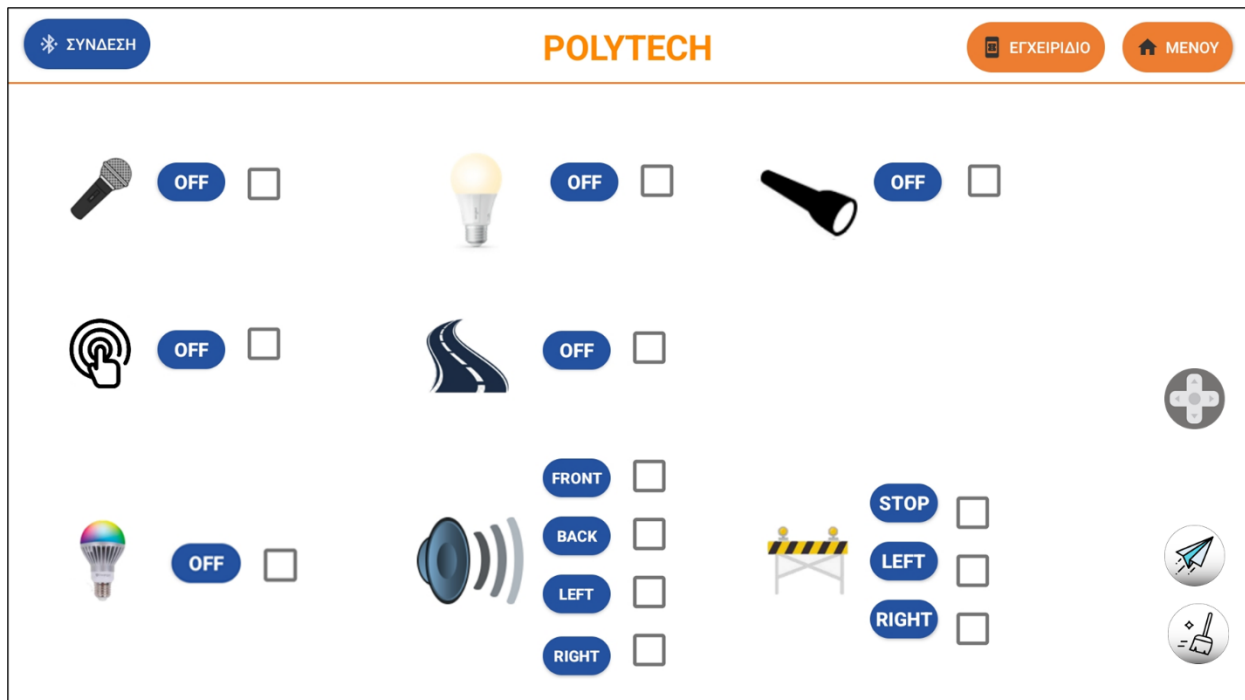 ΣΥΝΔΕΣΗ
POLYTECH
ΕΓΧΕΙΡΙΔΙΟ
ΜΕΝΟΥ
OFF
OFF
OFF
OFF
OFF
OFF
FRONT
BACK
LEFT
RIGHT
STOP
LEFT
RIGHT